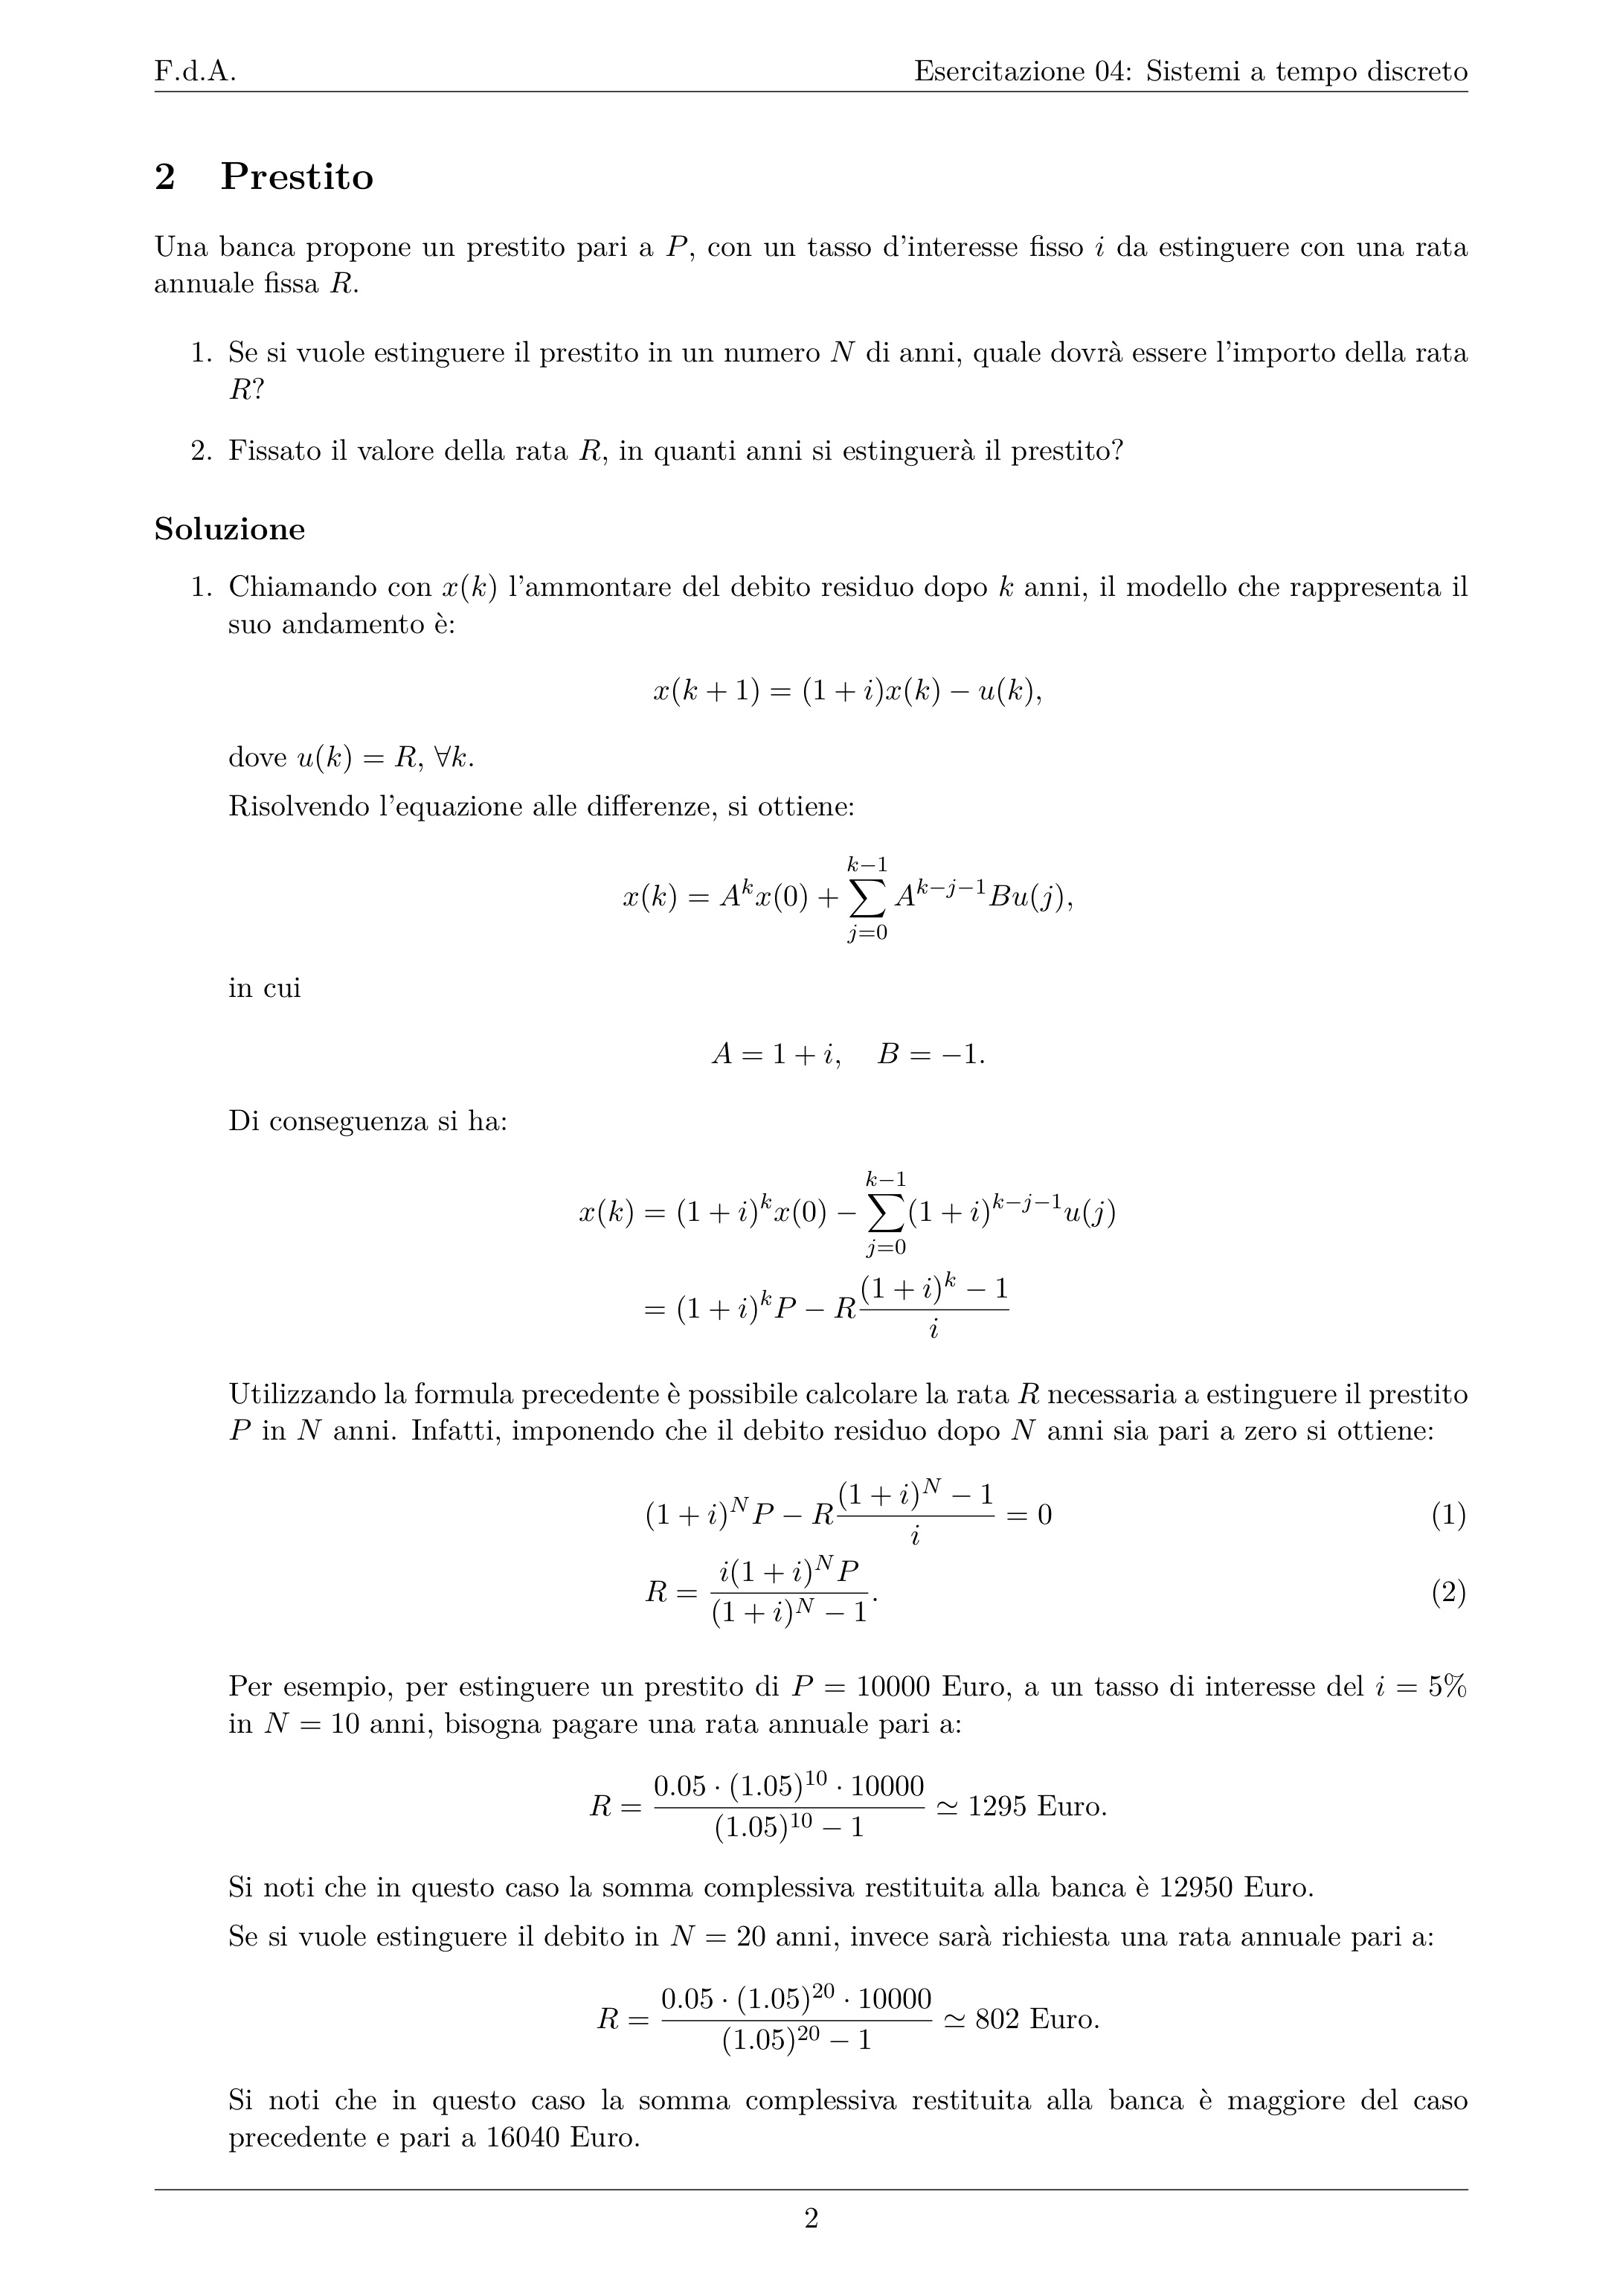 F.d.A. Esercitazione 04: Sistemi a tempo discreto
2 Prestito
Una banca propone un prestito pari a P, con un tasso d'interesse fisso i da estinguere con una rata
annuale fissa R.
1. Se si vuole estinguere il prestito in un numero N di anni, quale dovrà essere l'importo della rata
R?
2. Fissato il valore della rata R, in quanti anni si estinguerà il prestito?
Soluzione
1. Chiamando con x(k) l'ammontare del debito residuo dopo k anni, il modello che rappresenta il
suo andamento è:
x(k + 1) = (1 + i)x(k) − u(k),
dove u(k) = R, ∀k.
Risolvendo l'equazione alle differenze, si ottiene:
x(k) = A^k x(0) + \sum_{j=0}^{k−1} A^{k−j−1} Bu(j),
in cui
A = 1 + i, B = −1.
Di conseguenza si ha:
x(k) = (1 + i)^k x(0) − \sum_{j=0}^{k−1} (1 + i)^{k−j−1} u(j)
= (1 + i)^k P − R \frac{(1 + i)^k − 1}{i}
Utilizzando la formula precedente è possibile calcolare la rata R necessaria a estinguere il prestito
P in N anni. Infatti, imponendo che il debito residuo dopo N anni sia pari a zero si ottiene:
(1 + i)^N P − R \frac{(1 + i)^N − 1}{i} = 0 (1)
R = \frac{i(1 + i)^N P}{(1 + i)^N − 1}. (2)
Per esempio, per estinguere un prestito di P = 10000 Euro, a un tasso di interesse del i = 5%
in N = 10 anni, bisogna pagare una rata annuale pari a:
R = \frac{0.05 · (1.05)^{10} · 10000}{(1.05)^{10} − 1} ≃ 1295 Euro.
Si noti che in questo caso la somma complessiva restituita alla banca è 12950 Euro.
Se si vuole estinguere il debito in N = 20 anni, invece sarà richiesta una rata annuale pari a:
R = \frac{0.05 · (1.05)^{20} · 10000}{(1.05)^{20} − 1} ≃ 802 Euro.
Si noti che in questo caso la somma complessiva restituita alla banca è maggiore del caso
precedente e pari a 16040 Euro.
2